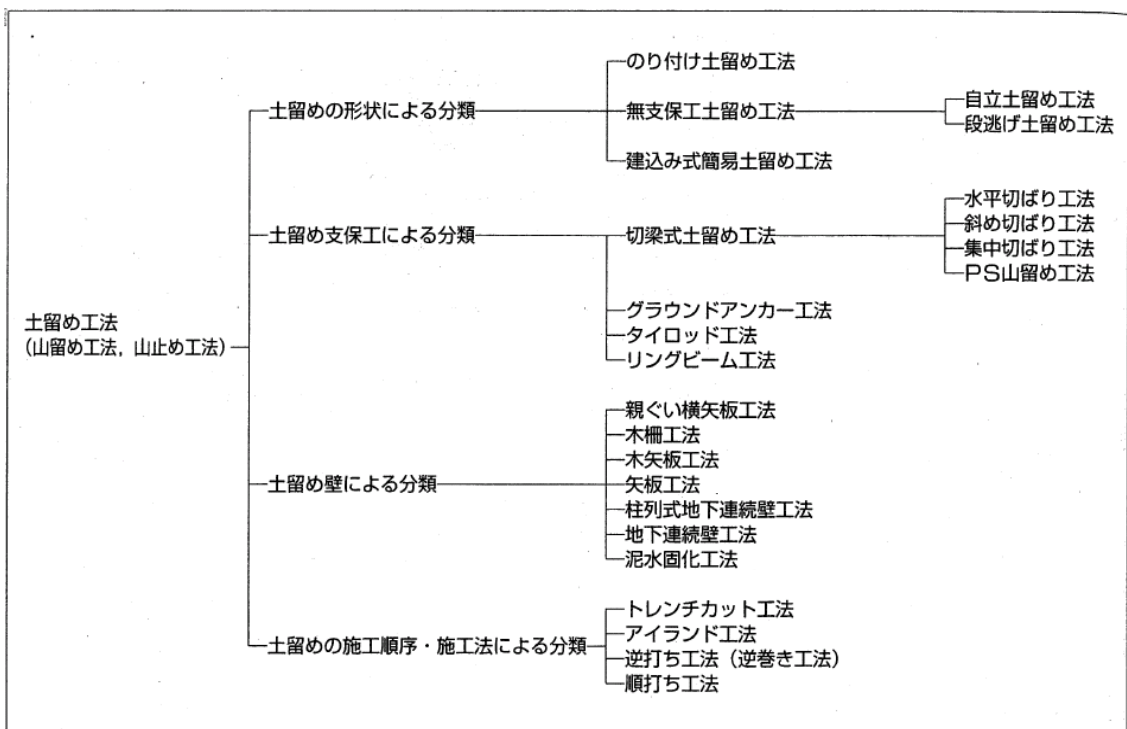 土留め工法
(山留め工法, 山止め工法)
土留めの形状による分類
のり付け土留め工法
無支保工土留め工法
自立土留め工法
段逃げ土留め工法
建込み式簡易土留め工法
土留め支保工による分類
切梁式土留め工法
水平切ばり工法
斜め切ばり工法
集中切ばり工法
PS山留め工法
グラウンドアンカー工法
タイロッド工法
リングビーム工法
土留め壁による分類
親ぐい横矢板工法
木柵工法
木矢板工法
矢板工法
柱列式地下連続壁工法
地下連続壁工法
泥水固化工法
土留めの施工順序・施工法による分類
トレンチカット工法
アイランド工法
逆打ち工法(逆巻き工法)
順打ち工法